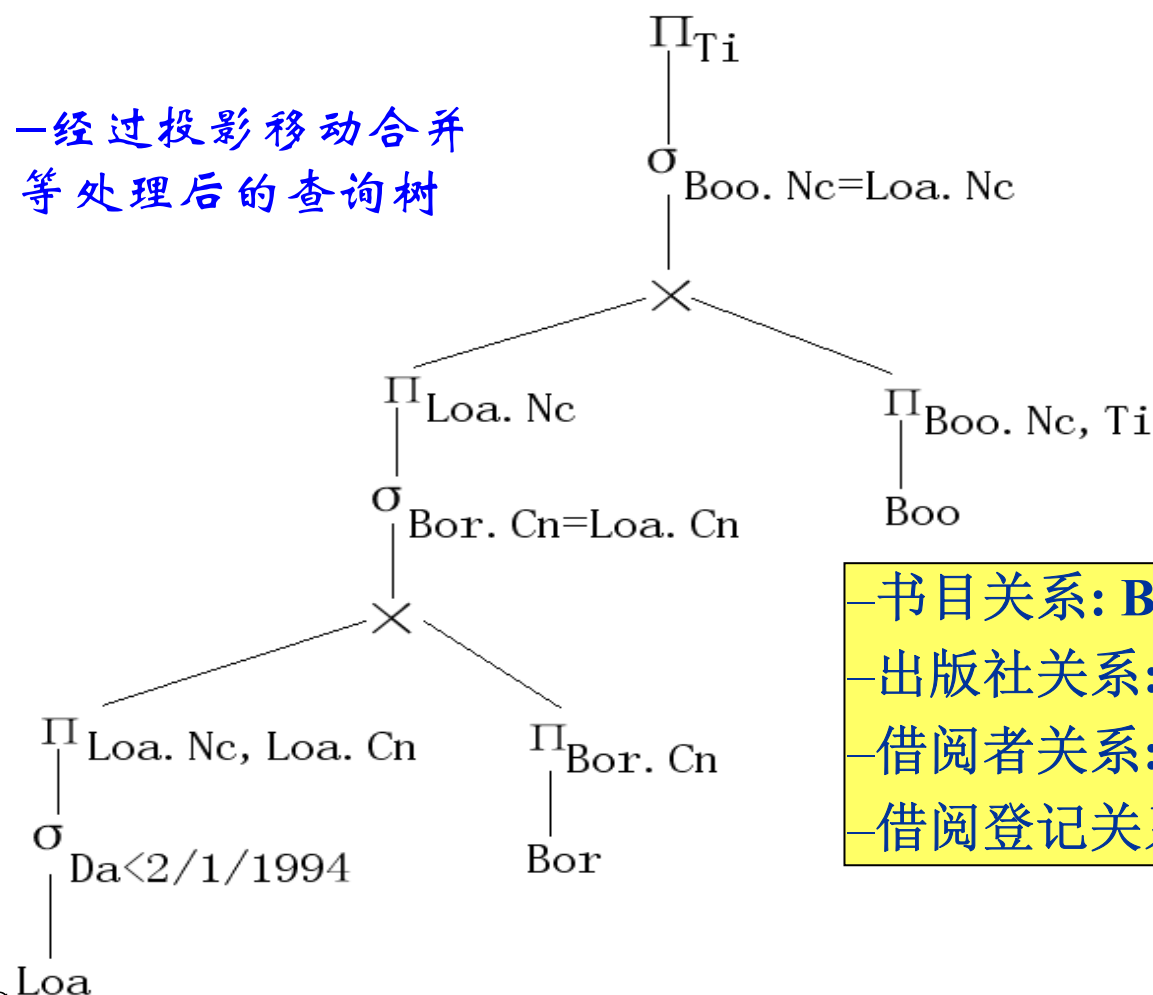 ΠTi
–经过投影移动合并
等处理后的查询树
σBoo. Nc=Loa. Nc
×
ΠLoa. Nc
ΠBoo. Nc, Ti
σBor. Cn=Loa. Cn
Boo
–书目关系: B
–出版社关系:
–借阅者关系:
–借阅登记关
×
ΠLoa. Nc, Loa. Cn
ΠBor. Cn
σDa<2/1/1994
Bor
Loa